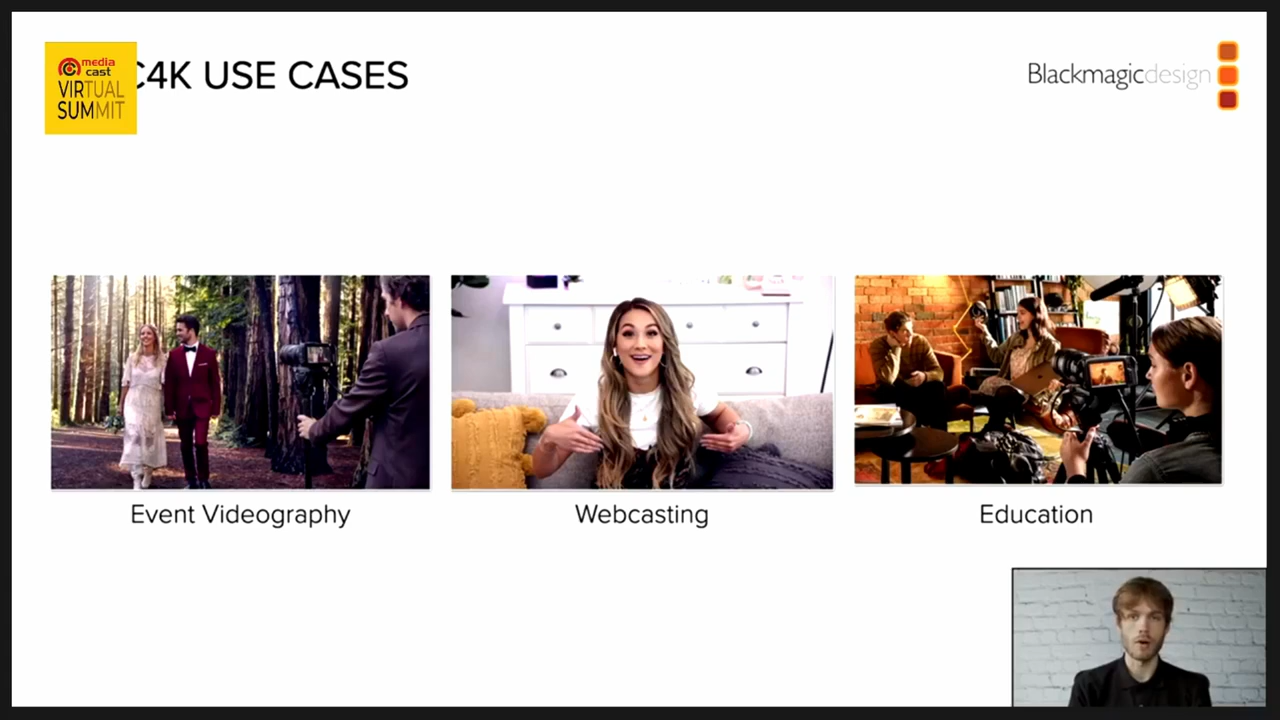 media
cast
VIRTUAL
SUMMIT
C4K USE CASES
Blackmagicdesign
Event Videography
Webcasting
Education